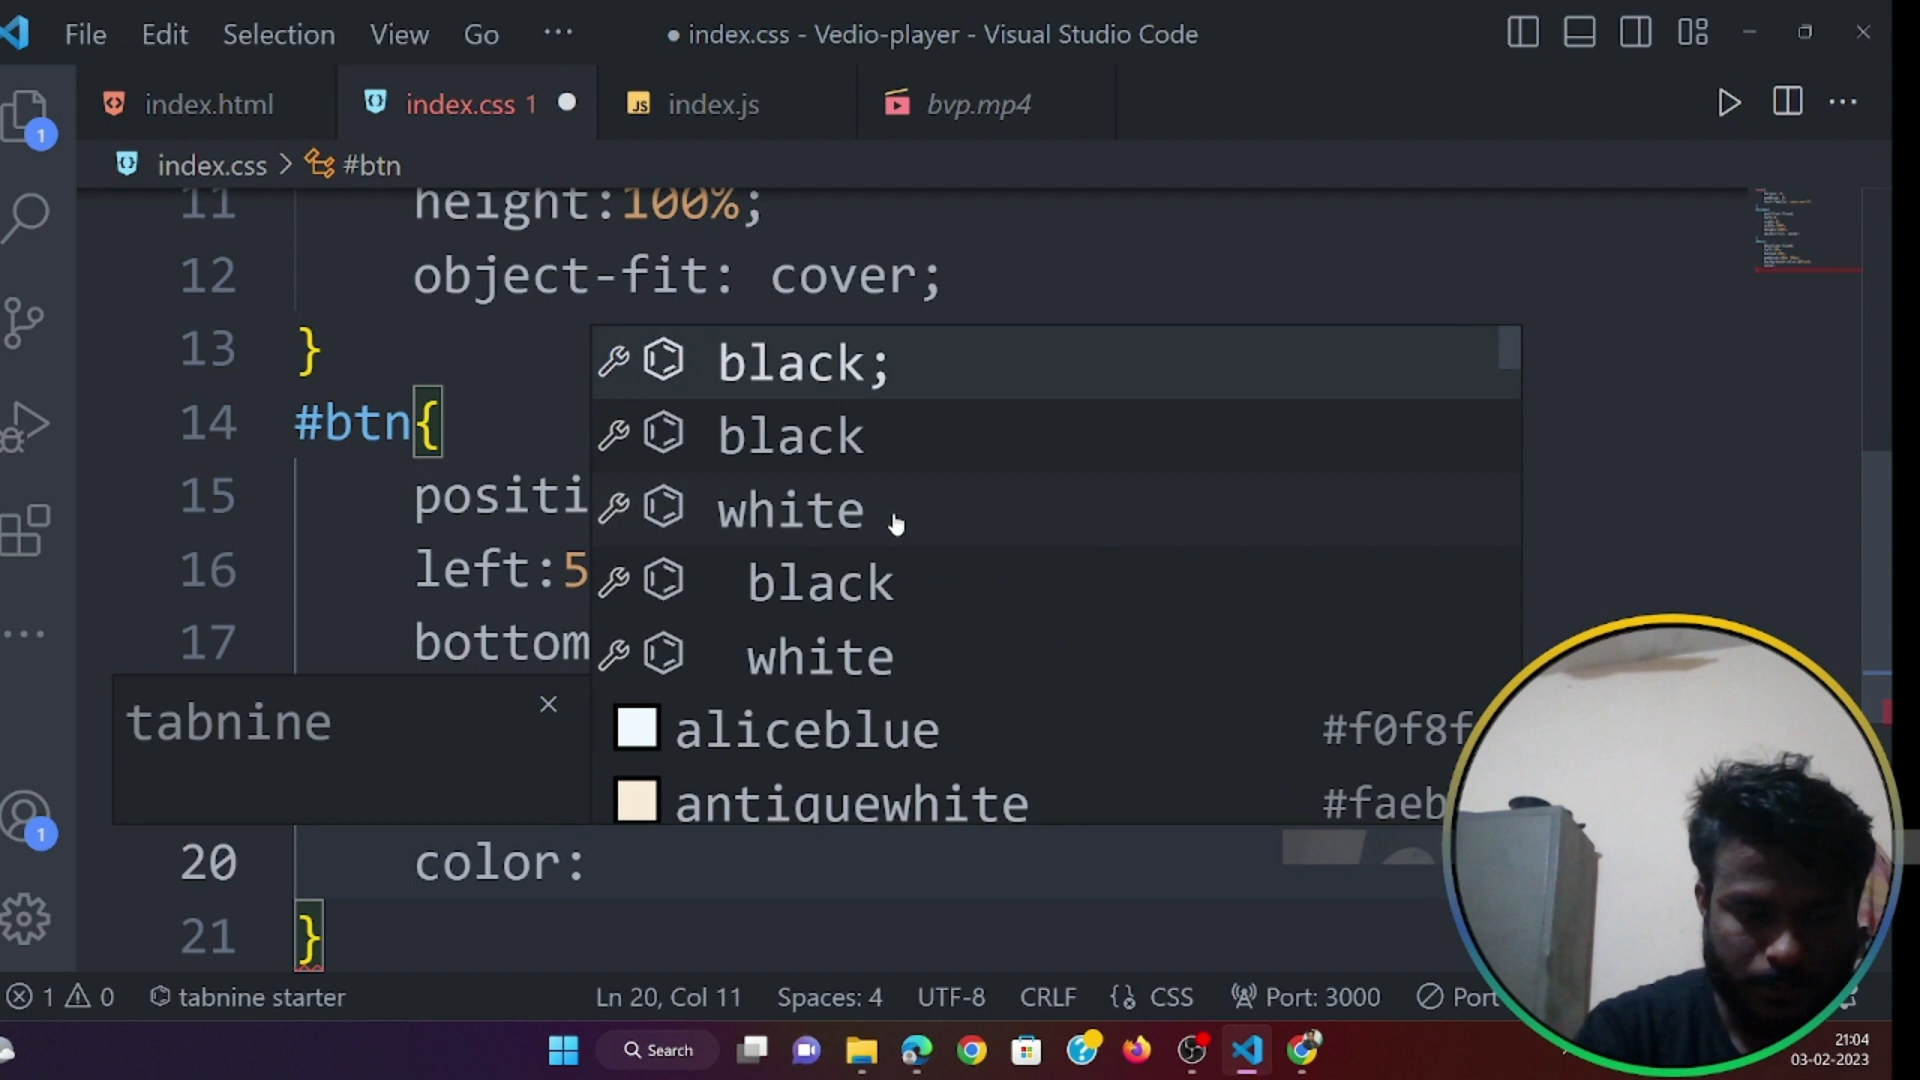 File Edit Selection View Go ··· ● index.css - Vedio-player - Visual Studio Code
index.html index.css 1 index.js bvp.mp4
index.css > #btn
11 height:100%;
12 object-fit: cover;
13 }
14 #btn{
15 positi
16 left:5
17 bottom
black;
black
white
black
white
aliceblue #f0f8f
antiquewhite #faeb
tabnine
20 color:
21 }
1 0 tabnine starter Ln 20, Col 11 Spaces: 4 UTF-8 CRLF CSS Port: 3000 Port
Search
21:04
03-02-2023